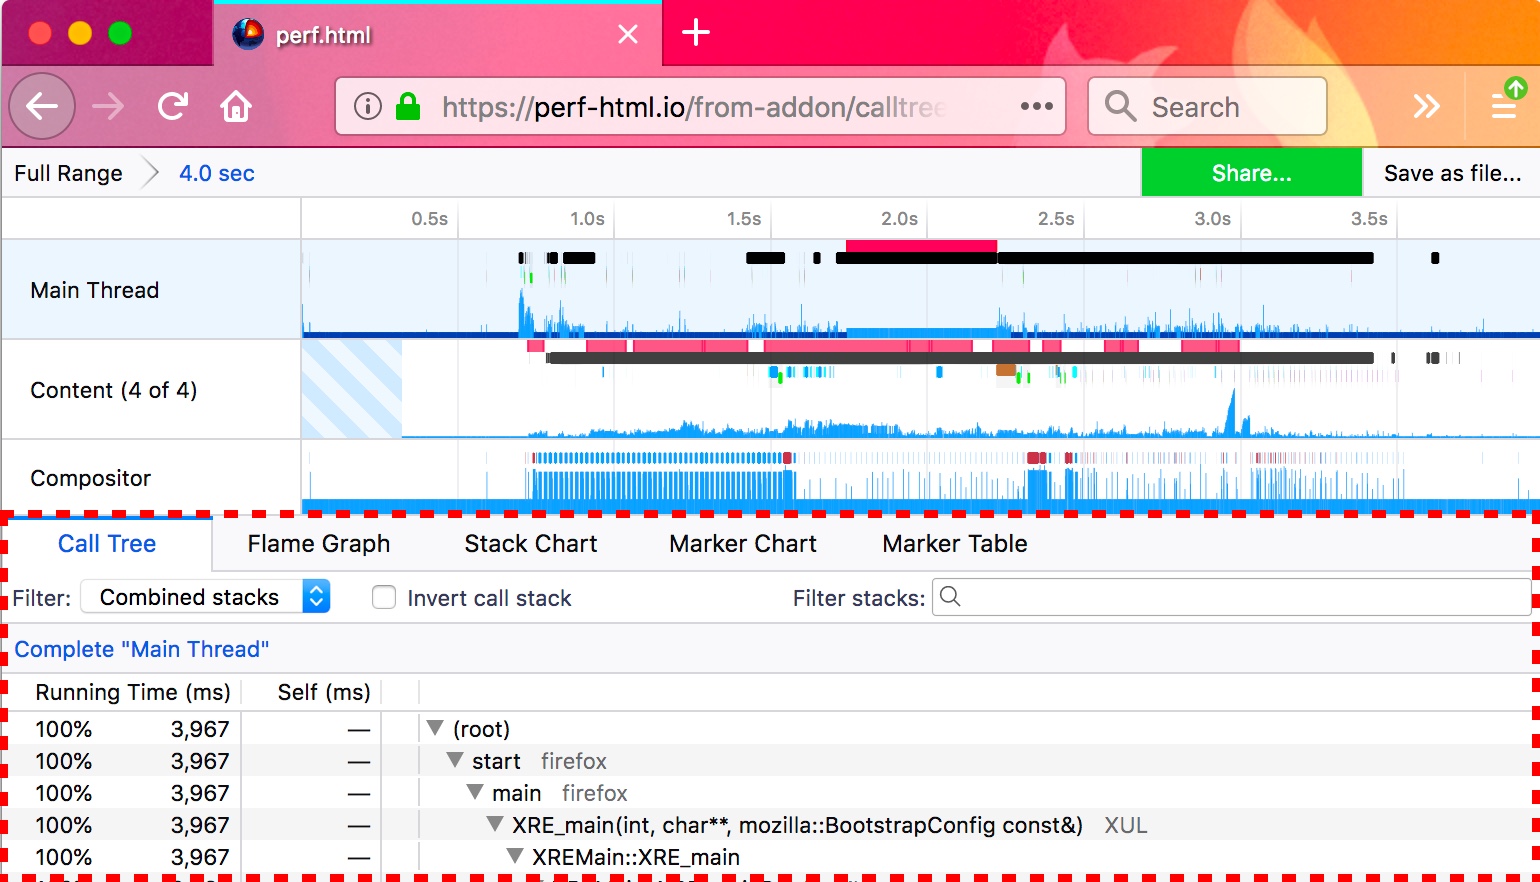 perf.html
https://perf-html.io/from-addon/calltree
Search
Full Range 4.0 sec Share... Save as file...
0.5s 1.0s 1.5s 2.0s 2.5s 3.0s 3.5s
Main Thread
Content (4 of 4)
Compositor
Call Tree Flame Graph Stack Chart Marker Chart Marker Table
Filter: Combined stacks Invert call stack Filter stacks:
Complete "Main Thread"
Running Time (ms) Self (ms)
100% 3,967 — (root)
100% 3,967 — start firefox
100% 3,967 — main firefox
100% 3,967 — XRE_main(int, char**, mozilla::BootstrapConfig const&) XUL
100% 3,967 — XREMain::XRE_main